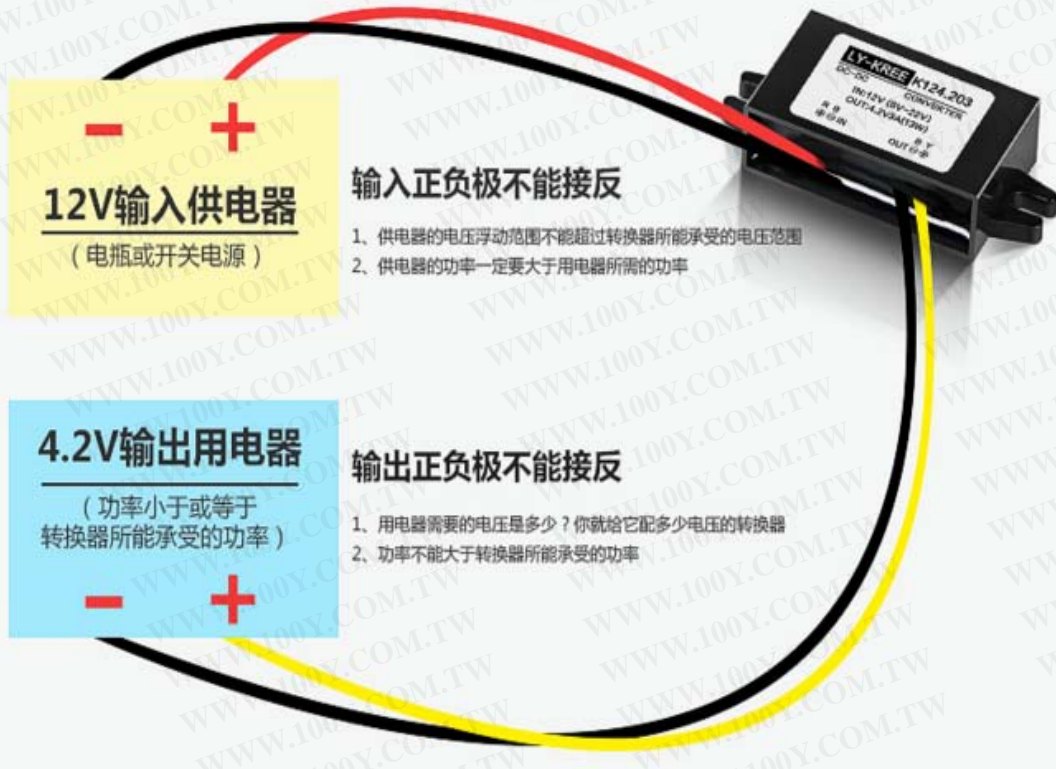 LY-KREE K124.203
DC-DC CONVERTER
IN:12V (8V-22V)
OUT:4.2V3A(13W)
R B
⊕⊖IN
B Y
OUT⊖⊕
- +
12V输入供电器
(电瓶或开关电源)
输入正负极不能接反
1、供电器的电压浮动范围不能超过转换器所能承受的电压范围
2、供电器的功率一定要大于用电器所需的功率
4.2V输出用电器
(功率小于或等于
转换器所能承受的功率)
- +
输出正负极不能接反
1、用电器需要的电压是多少?你就给它配多少电压的转换器
2、功率不能大于转换器所能承受的功率
WWW.100Y.COM.TW